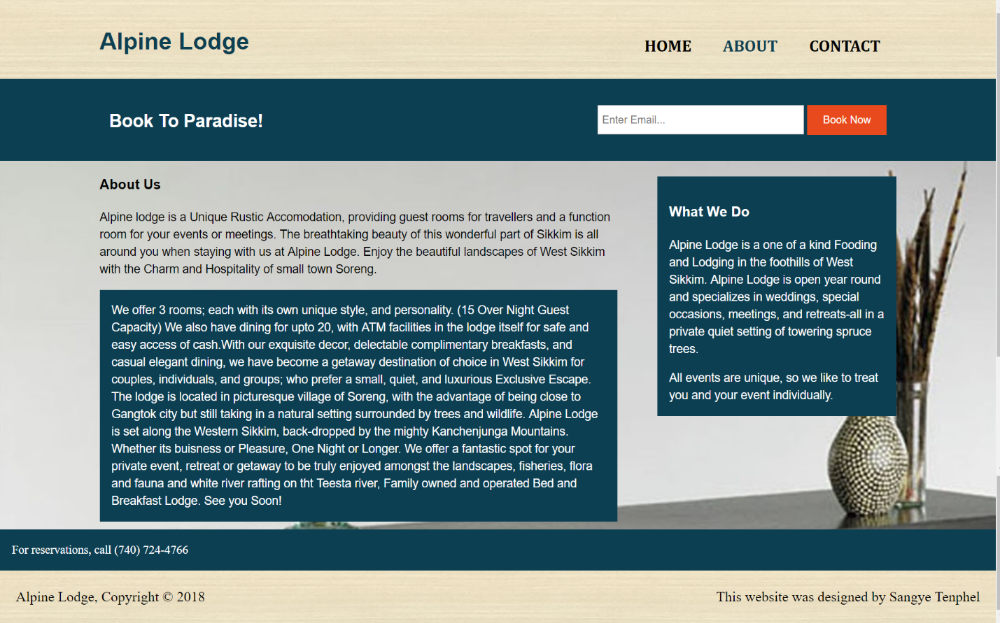 Alpine Lodge
HOME ABOUT CONTACT
Book To Paradise!
Enter Email...
Book Now
About Us
Alpine lodge is a Unique Rustic Accomodation, providing guest rooms for travellers and a function
room for your events or meetings. The breathtaking beauty of this wonderful part of Sikkim is all
around you when staying with us at Alpine Lodge. Enjoy the beautiful landscapes of West Sikkim
with the Charm and Hospitality of small town Soreng.
We offer 3 rooms; each with its own unique style, and personality. (15 Over Night Guest
Capacity) We also have dining for upto 20, with ATM facilities in the lodge itself for safe and
easy access of cash.With our exquisite decor, delectable complimentary breakfasts, and
casual elegant dining, we have become a getaway destination of choice in West Sikkim for
couples, individuals, and groups; who prefer a small, quiet, and luxurious Exclusive Escape.
The lodge is located in picturesque village of Soreng, with the advantage of being close to
Gangtok city but still taking in a natural setting surrounded by trees and wildlife. Alpine Lodge
is set along the Western Sikkim, back-dropped by the mighty Kanchenjunga Mountains.
Whether its buisness or Pleasure, One Night or Longer. We offer a fantastic spot for your
private event, retreat or getaway to be truly enjoyed amongst the landscapes, fisheries, flora
and fauna and white river rafting on tht Teesta river, Family owned and operated Bed and
Breakfast Lodge. See you Soon!
What We Do
Alpine Lodge is a one of a kind Fooding
and Lodging in the foothills of West
Sikkim. Alpine Lodge is open year round
and specializes in weddings, special
occasions, meetings, and retreats-all in a
private quiet setting of towering spruce
trees.
All events are unique, so we like to treat
you and your event individually.
For reservations, call (740) 724-4766
Alpine Lodge, Copyright © 2018
This website was designed by Sangye Tenphel